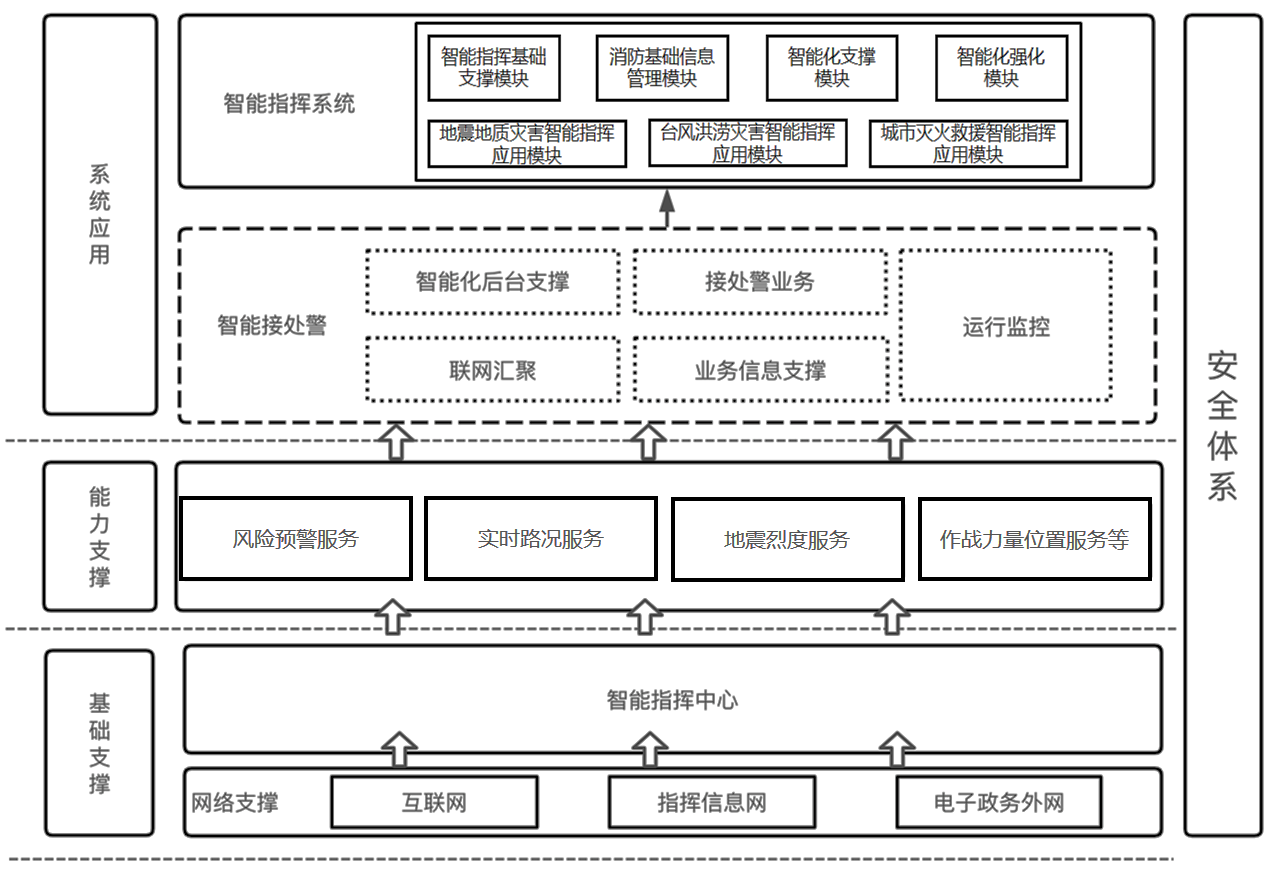 系统应用
智能指挥系统
智能指挥基础
支撑模块
消防基础信息
管理模块
智能化支撑
模块
智能化强化
模块
地震地质灾害智能指挥
应用模块
台风洪涝灾害智能指挥
应用模块
城市灭火救援智能指挥
应用模块
智能接处警
智能化后台支撑
接处警业务
联网汇聚
业务信息支撑
运行监控
能力支撑
风险预警服务
实时路况服务
地震烈度服务
作战力量位置服务等
基础支撑
智能指挥中心
网络支撑
互联网
指挥信息网
电子政务外网
安全体系